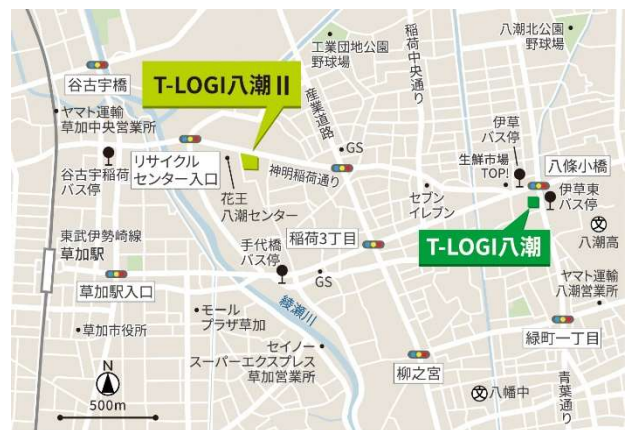 工業団地公園
野球場
稲荷中央通り
八潮北公園
野球場
谷古宇橋
T-LOGI八潮Ⅱ
ヤマト運輸
草加中央営業所
産業道路
伊草
バス停
GS
生鮮市場
TOP!
八條小橋
谷古宇稲荷
バス停
リサイクル
センター入口
神明稲荷通り
花王
八潮センター
セブン
イレブン
伊草東
バス停
八潮高
東武伊勢崎線
草加駅
手代橋
バス停
稲荷3丁目
T-LOGI八潮
草加駅入口
GS
ヤマト運輸
八潮営業所
綾瀬川
モール
プラザ草加
草加市役所
セイノー
スーパーエクスプレス
草加営業所
緑町一丁目
柳之宮
N
500m
文
八幡中
文
青葉通り